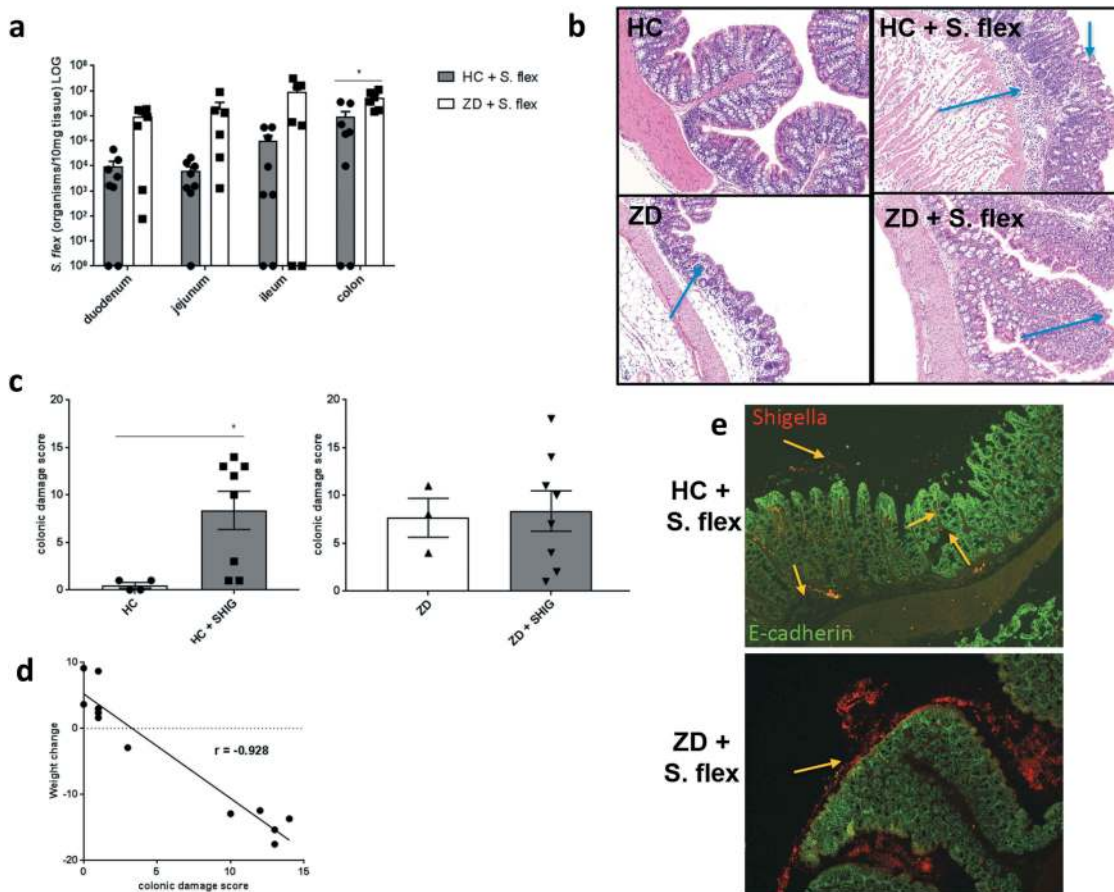 a
S. flex (organisms/10mg tissue) LOG
10⁸
10⁷
10⁶
10⁵
10⁴
10³
10²
10¹
10⁰
duodenum
jejunum
ileum
colon
*
HC + S. flex
ZD + S. flex
b
HC
HC + S. flex
ZD
ZD + S. flex
c
colonic damage score
20
15
10
5
0
*
HC
HC + SHIG
colonic damage score
20
15
10
5
0
ZD
ZD + SHIG
d
Weight change
10
0
-10
-20
r = -0.928
0
5
10
15
colonic damage score
e
Shigella
HC +
S. flex
E-cadherin
ZD +
S. flex